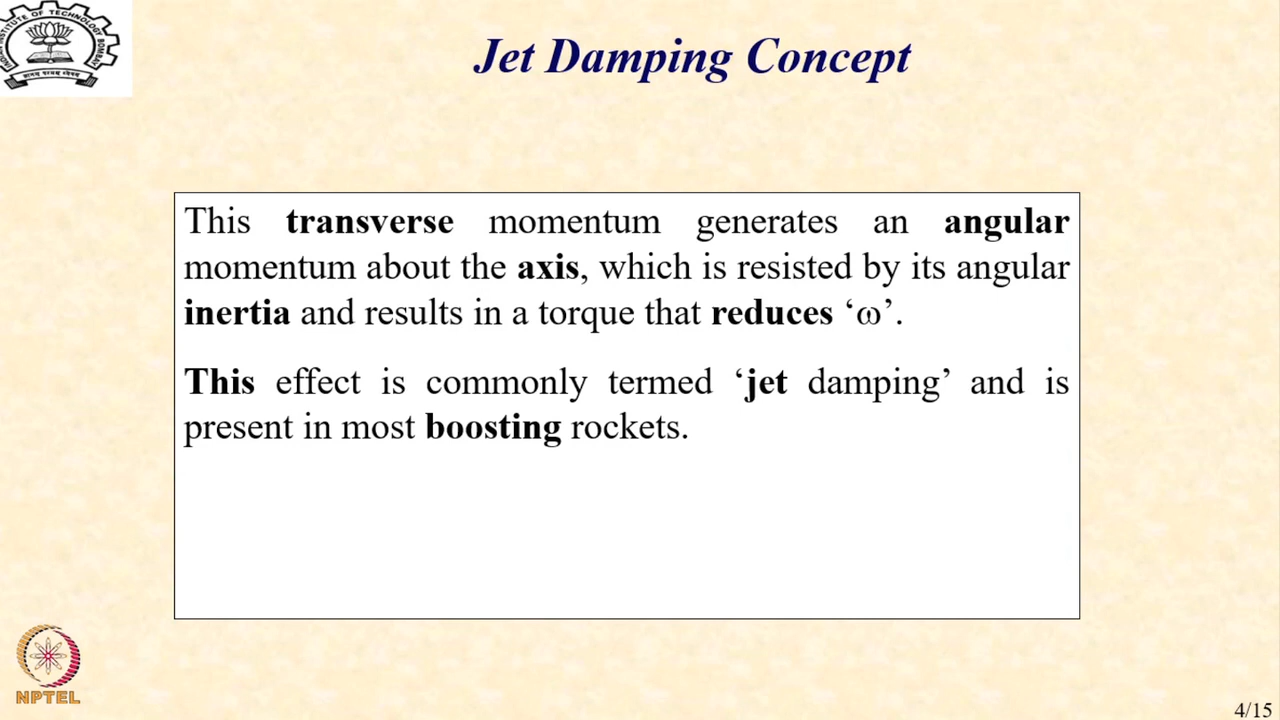 Jet Damping Concept
This transverse momentum generates an angular
momentum about the axis, which is resisted by its angular
inertia and results in a torque that reduces ‘ω’.
This effect is commonly termed ‘jet damping’ and is
present in most boosting rockets.
NPTEL
4/15